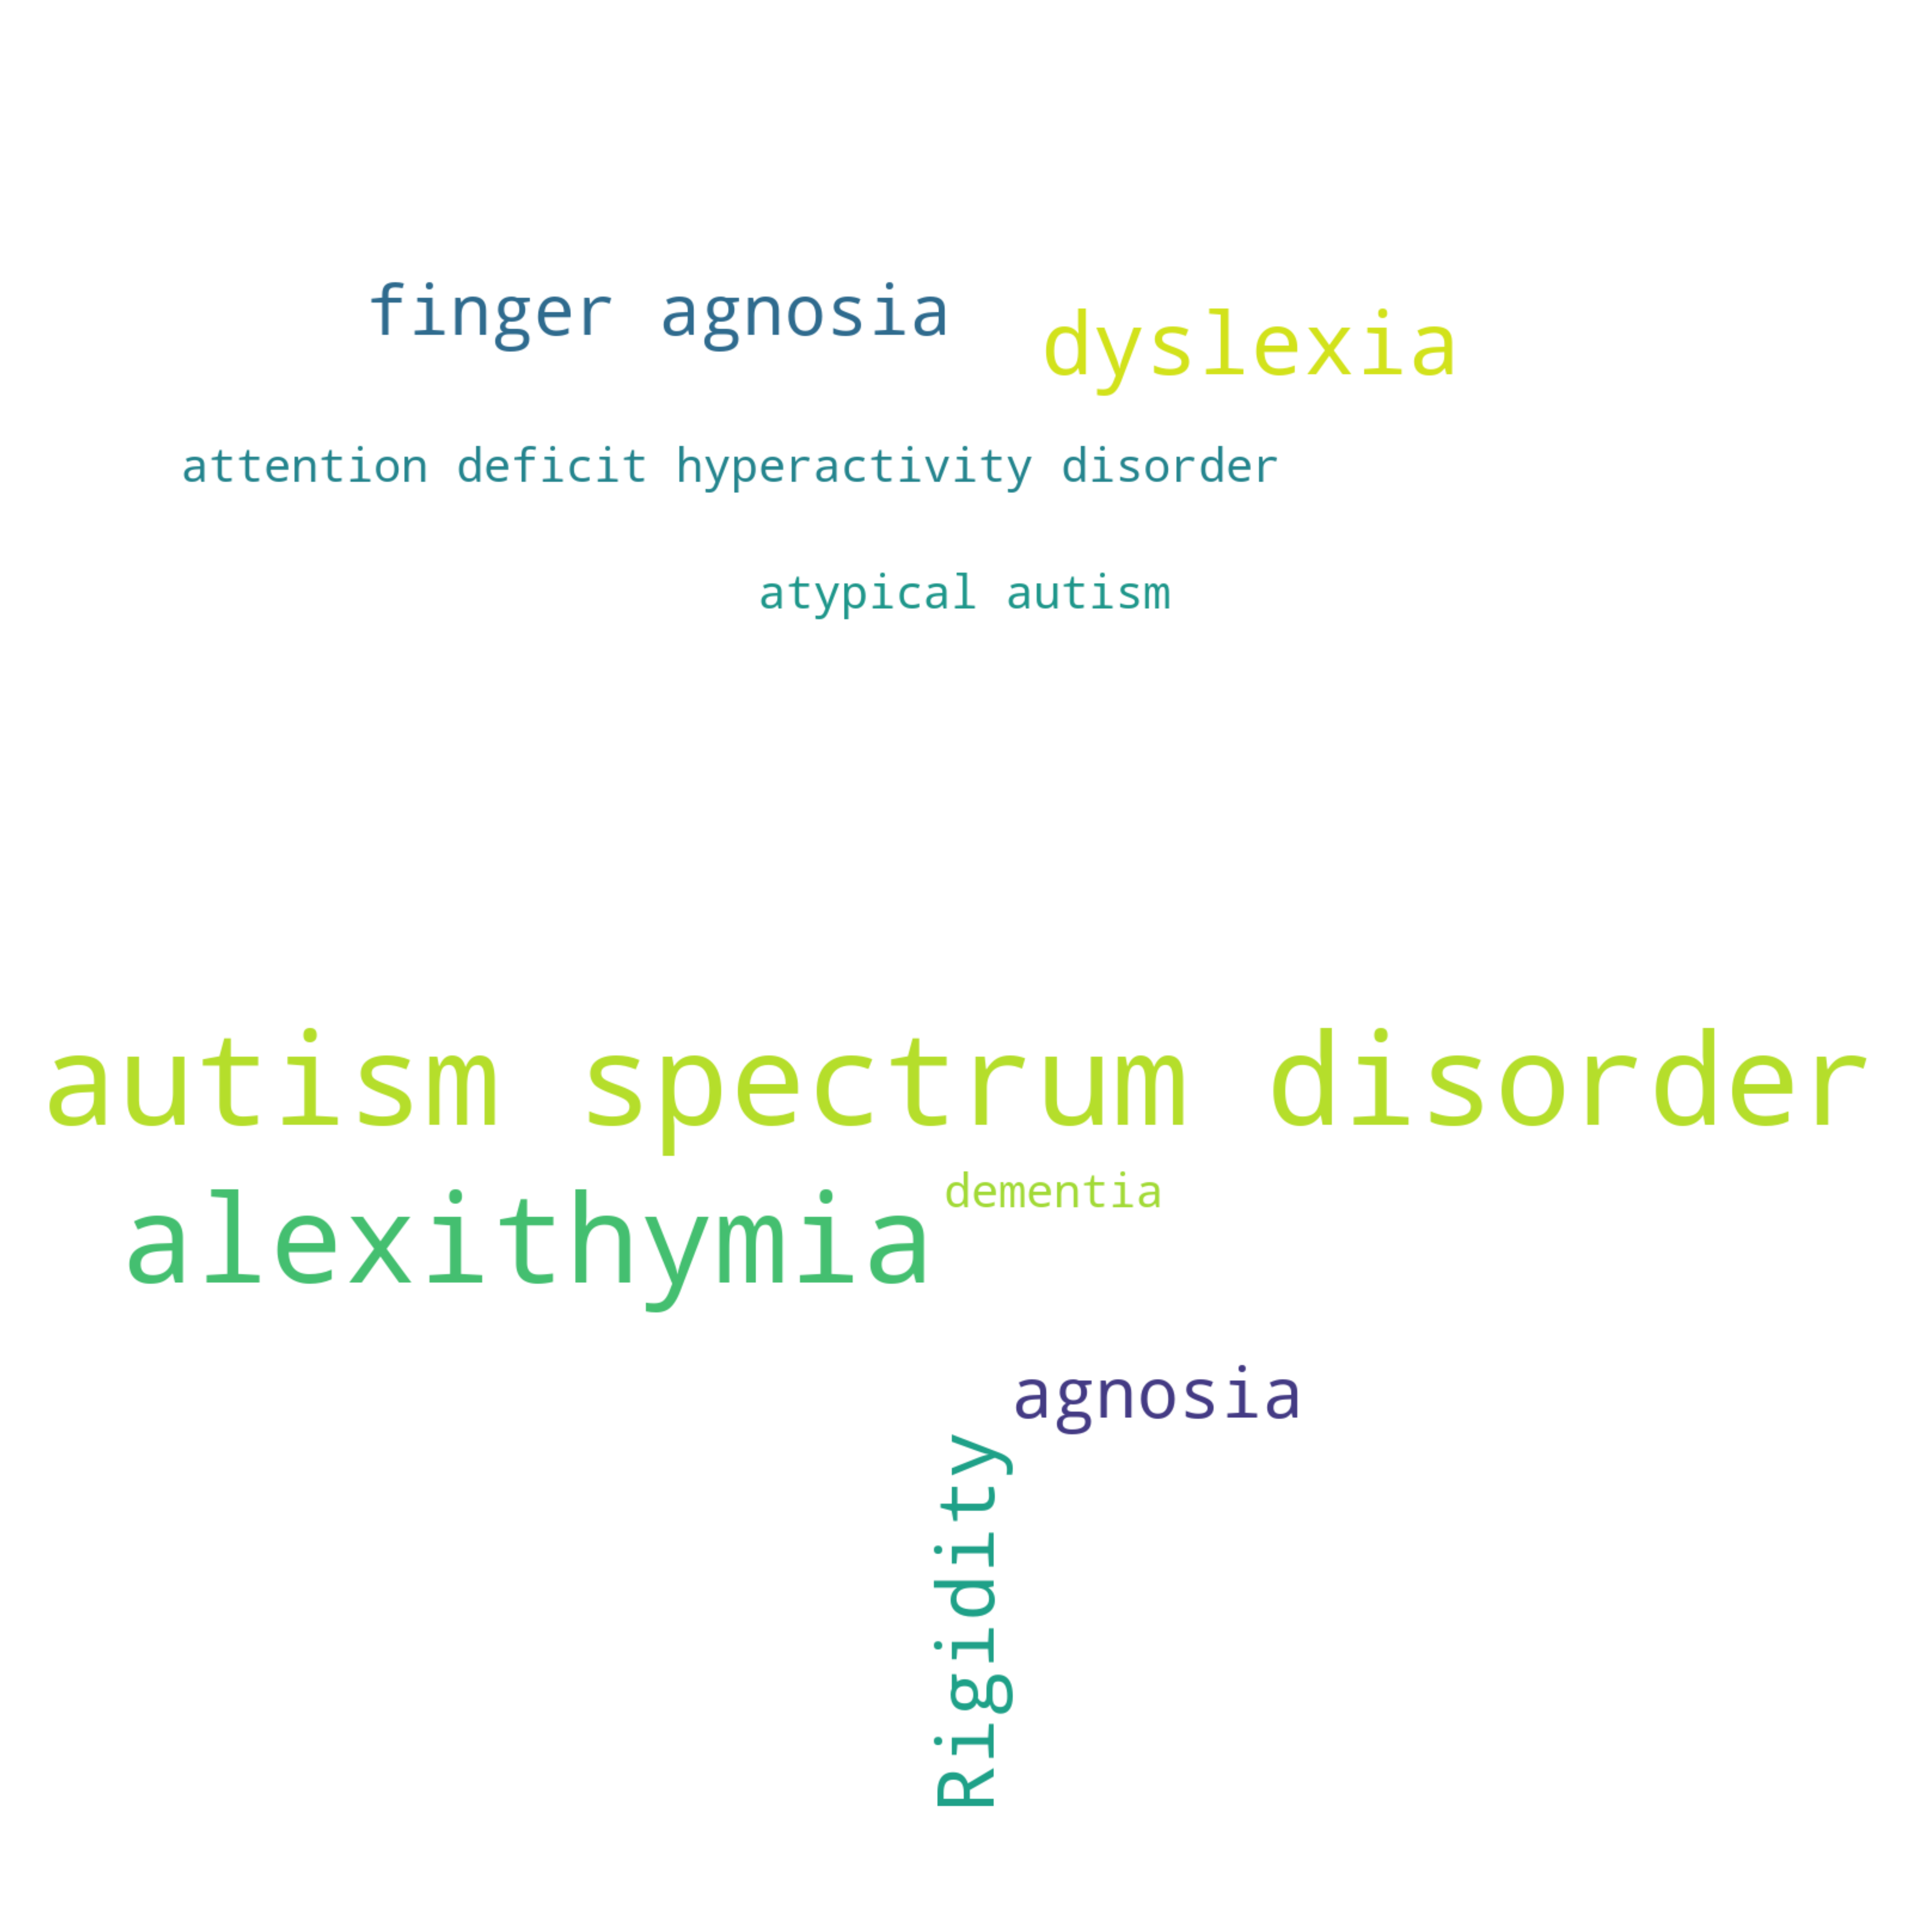 finger agnosia
dyslexia
attention deficit hyperactivity disorder
atypical autism
autism spectrum disorder
dementia
alexithymia
agnosia
Rigidity